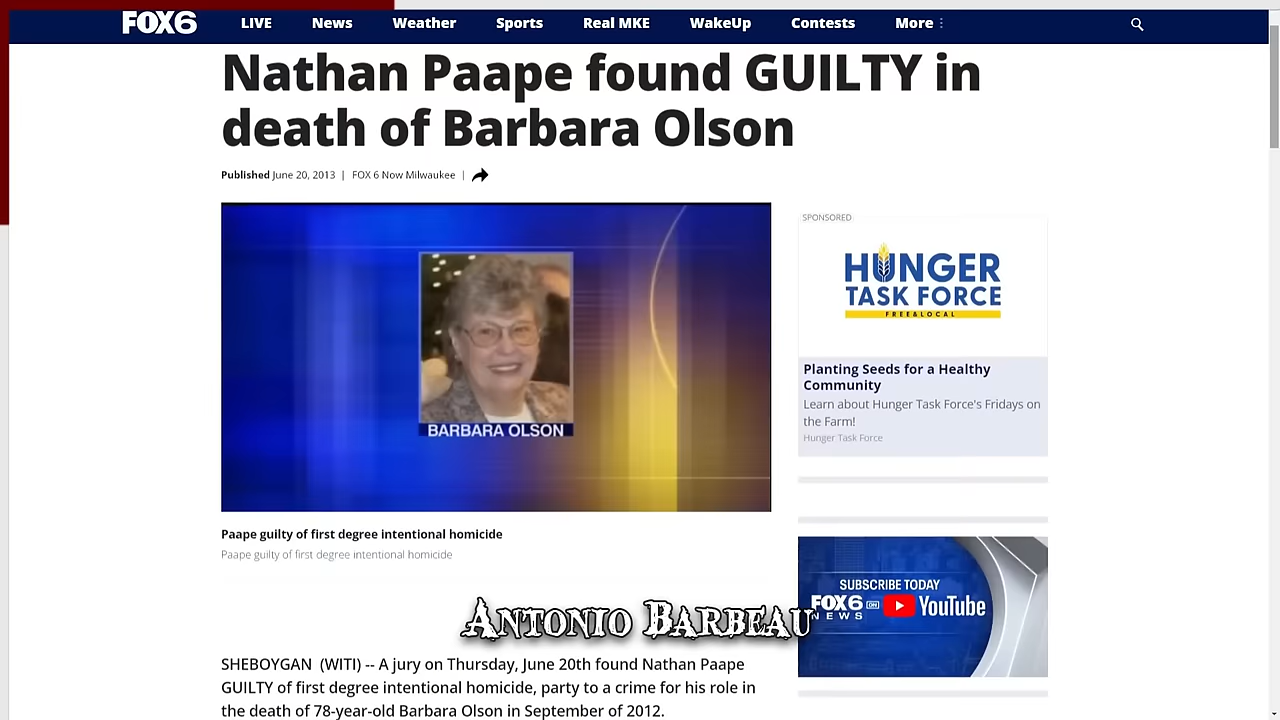 FOX6 LIVE News Weather Sports Real MKE WakeUp Contests More
Nathan Paape found GUILTY in
death of Barbara Olson
Published June 20, 2013 | FOX 6 Now Milwaukee |
SPONSORED
HUNGER
TASK FORCE
FREE & LOCAL
BARBARA OLSON
Planting Seeds for a Healthy
Community
Learn about Hunger Task Force's Fridays on
the Farm!
Hunger Task Force
Paape guilty of first degree intentional homicide
Paape guilty of first degree intentional homicide
SUBSCRIBE TODAY
FOX6 ON YouTube
NEWS
Antonio Barbeau
SHEBOYGAN (WITI) -- A jury on Thursday, June 20th found Nathan Paape
GUILTY of first degree intentional homicide, party to a crime for his role in
the death of 78-year-old Barbara Olson in September of 2012.